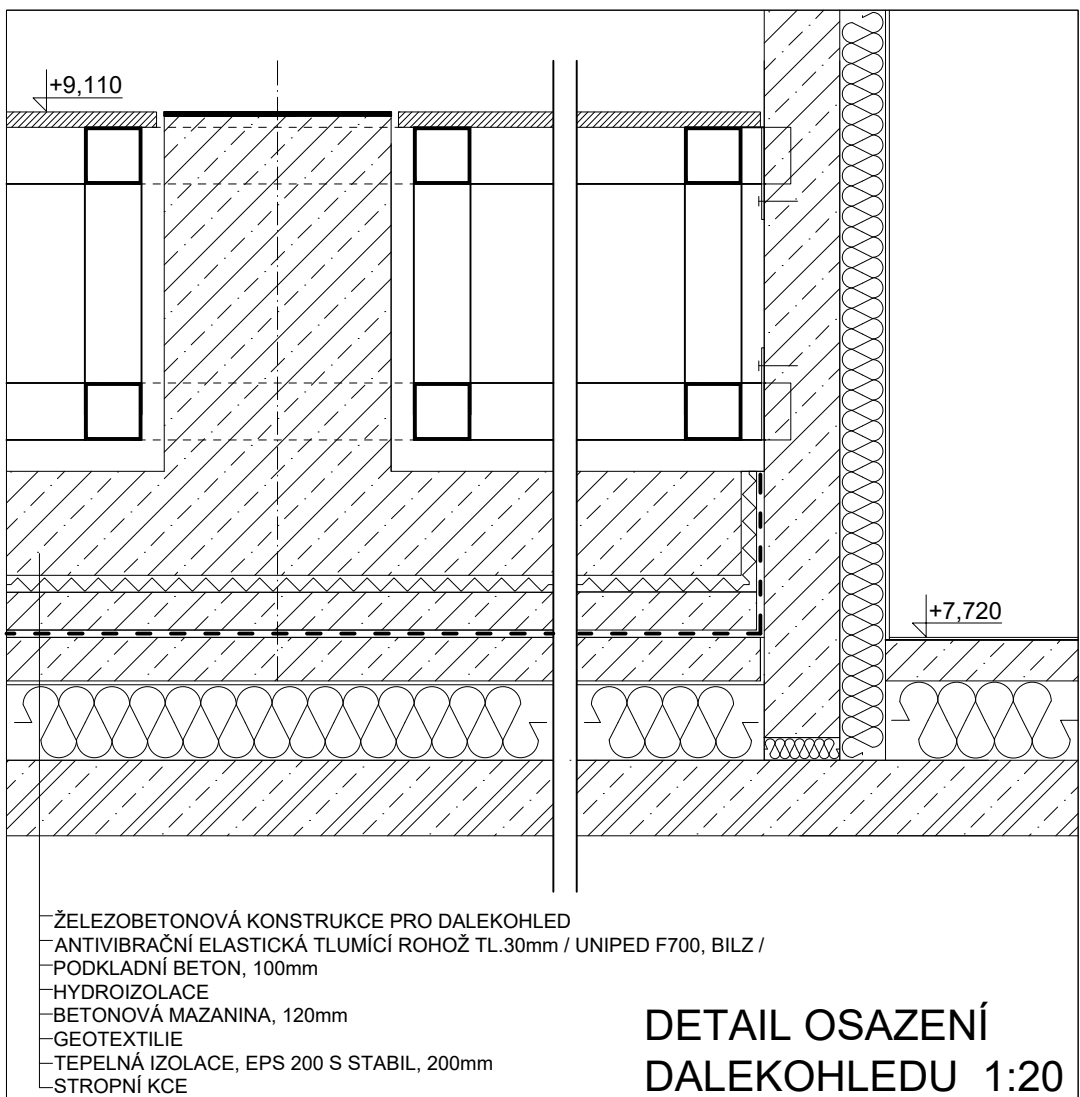 +9,110
+7,720
ŽELEZOBETONOVÁ KONSTRUKCE PRO DALEKOHLED
ANTIVIBRAČNÍ ELASTICKÁ TLUMÍCÍ ROHOŽ TL.30mm / UNIPED F700, BILZ /
PODKLADNÍ BETON, 100mm
HYDROIZOLACE
BETONOVÁ MAZANINA, 120mm
GEOTEXTILIE
TEPELNÁ IZOLACE, EPS 200 S STABIL, 200mm
STROPNÍ KCE
DETAIL OSAZENÍ
DALEKOHLEDU 1:20